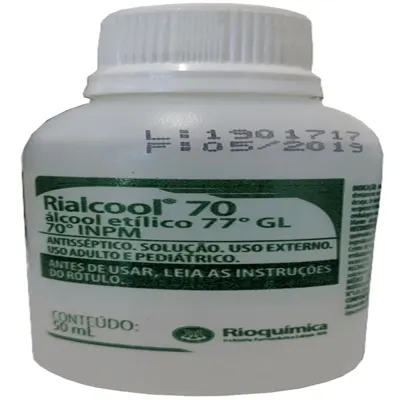 L:1901717
F:05/2019
Rialcool® 70
álcool etílico 77° GL
70° INPM
ANTISSÉPTICO. SOLUÇÃO. USO EXTERNO.
USO ADULTO E PEDIÁTRICO.
ANTES DE USAR, LEIA AS INSTRUÇÕES
DO RÓTULO.
CONTEÚDO:
50 mL
Rioquímica